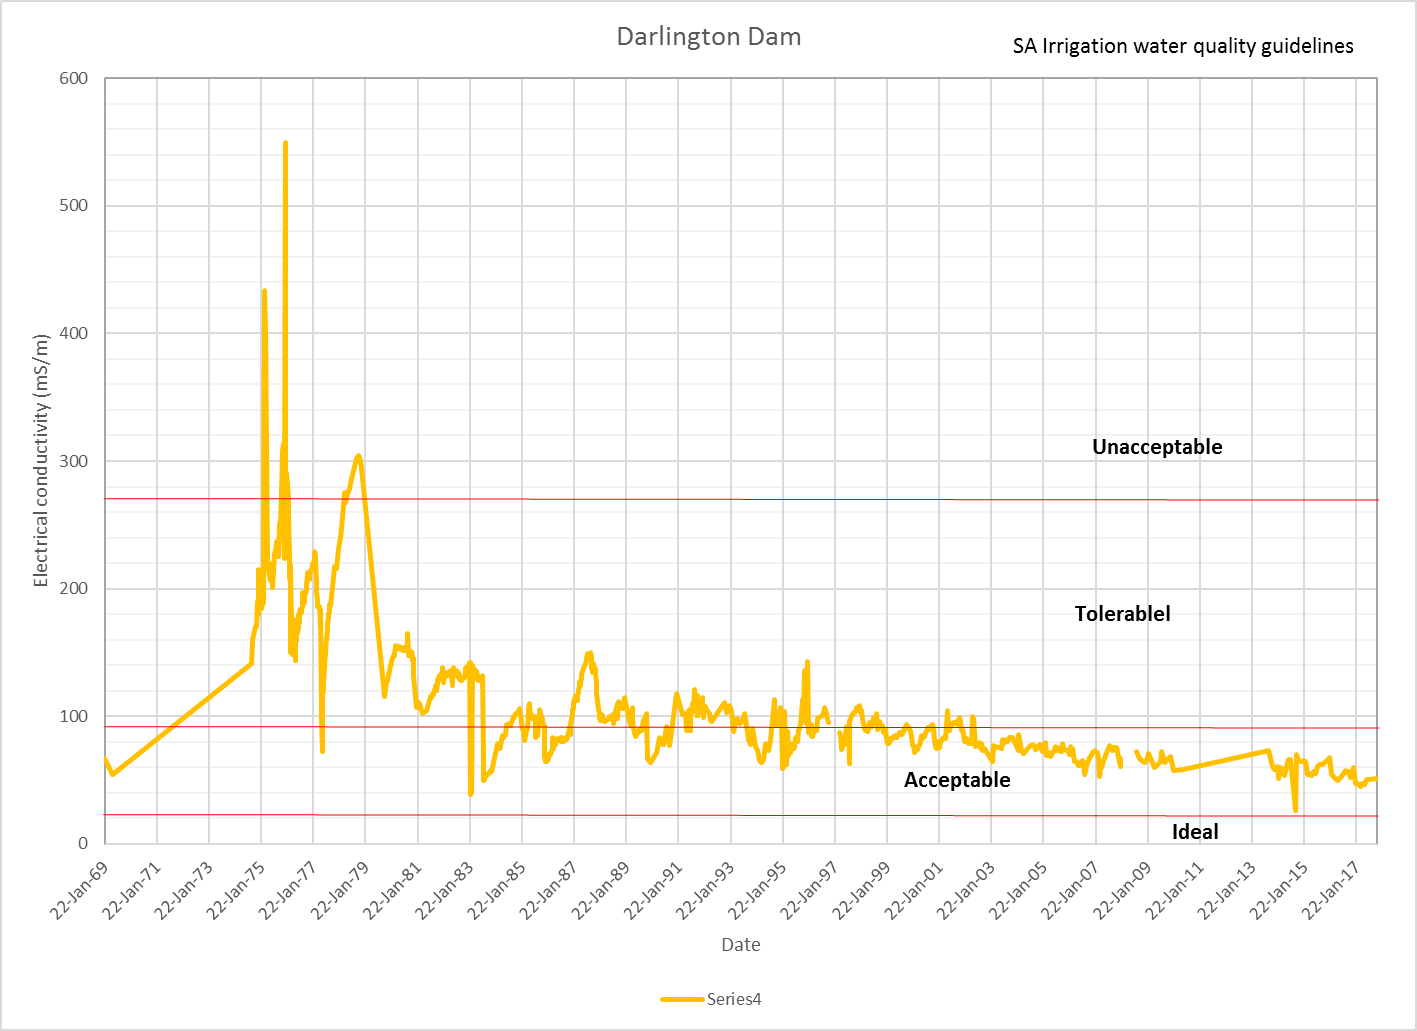 Darlington Dam
SA Irrigation water quality guidelines
600
500
400
300
200
100
0
Electrical conductivity (mS/m)
Unacceptable
Tolerablel
Acceptable
Ideal
22-Jan-69
22-Jan-71
22-Jan-73
22-Jan-75
22-Jan-77
22-Jan-79
22-Jan-81
22-Jan-83
22-Jan-85
22-Jan-87
22-Jan-89
22-Jan-91
22-Jan-93
22-Jan-95
22-Jan-97
22-Jan-99
22-Jan-01
22-Jan-03
22-Jan-05
22-Jan-07
22-Jan-09
22-Jan-11
22-Jan-13
22-Jan-15
22-Jan-17
Date
Series4